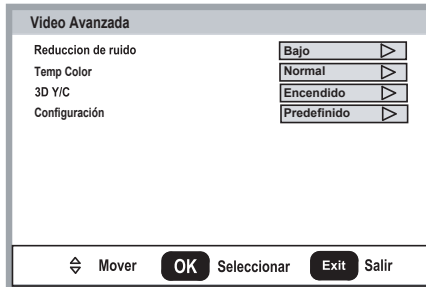 Video Avanzada
Reduccion de ruido Bajo
Temp Color Normal
3D Y/C Encendido
Configuración Predefinido
Mover OK Seleccionar Exit Salir